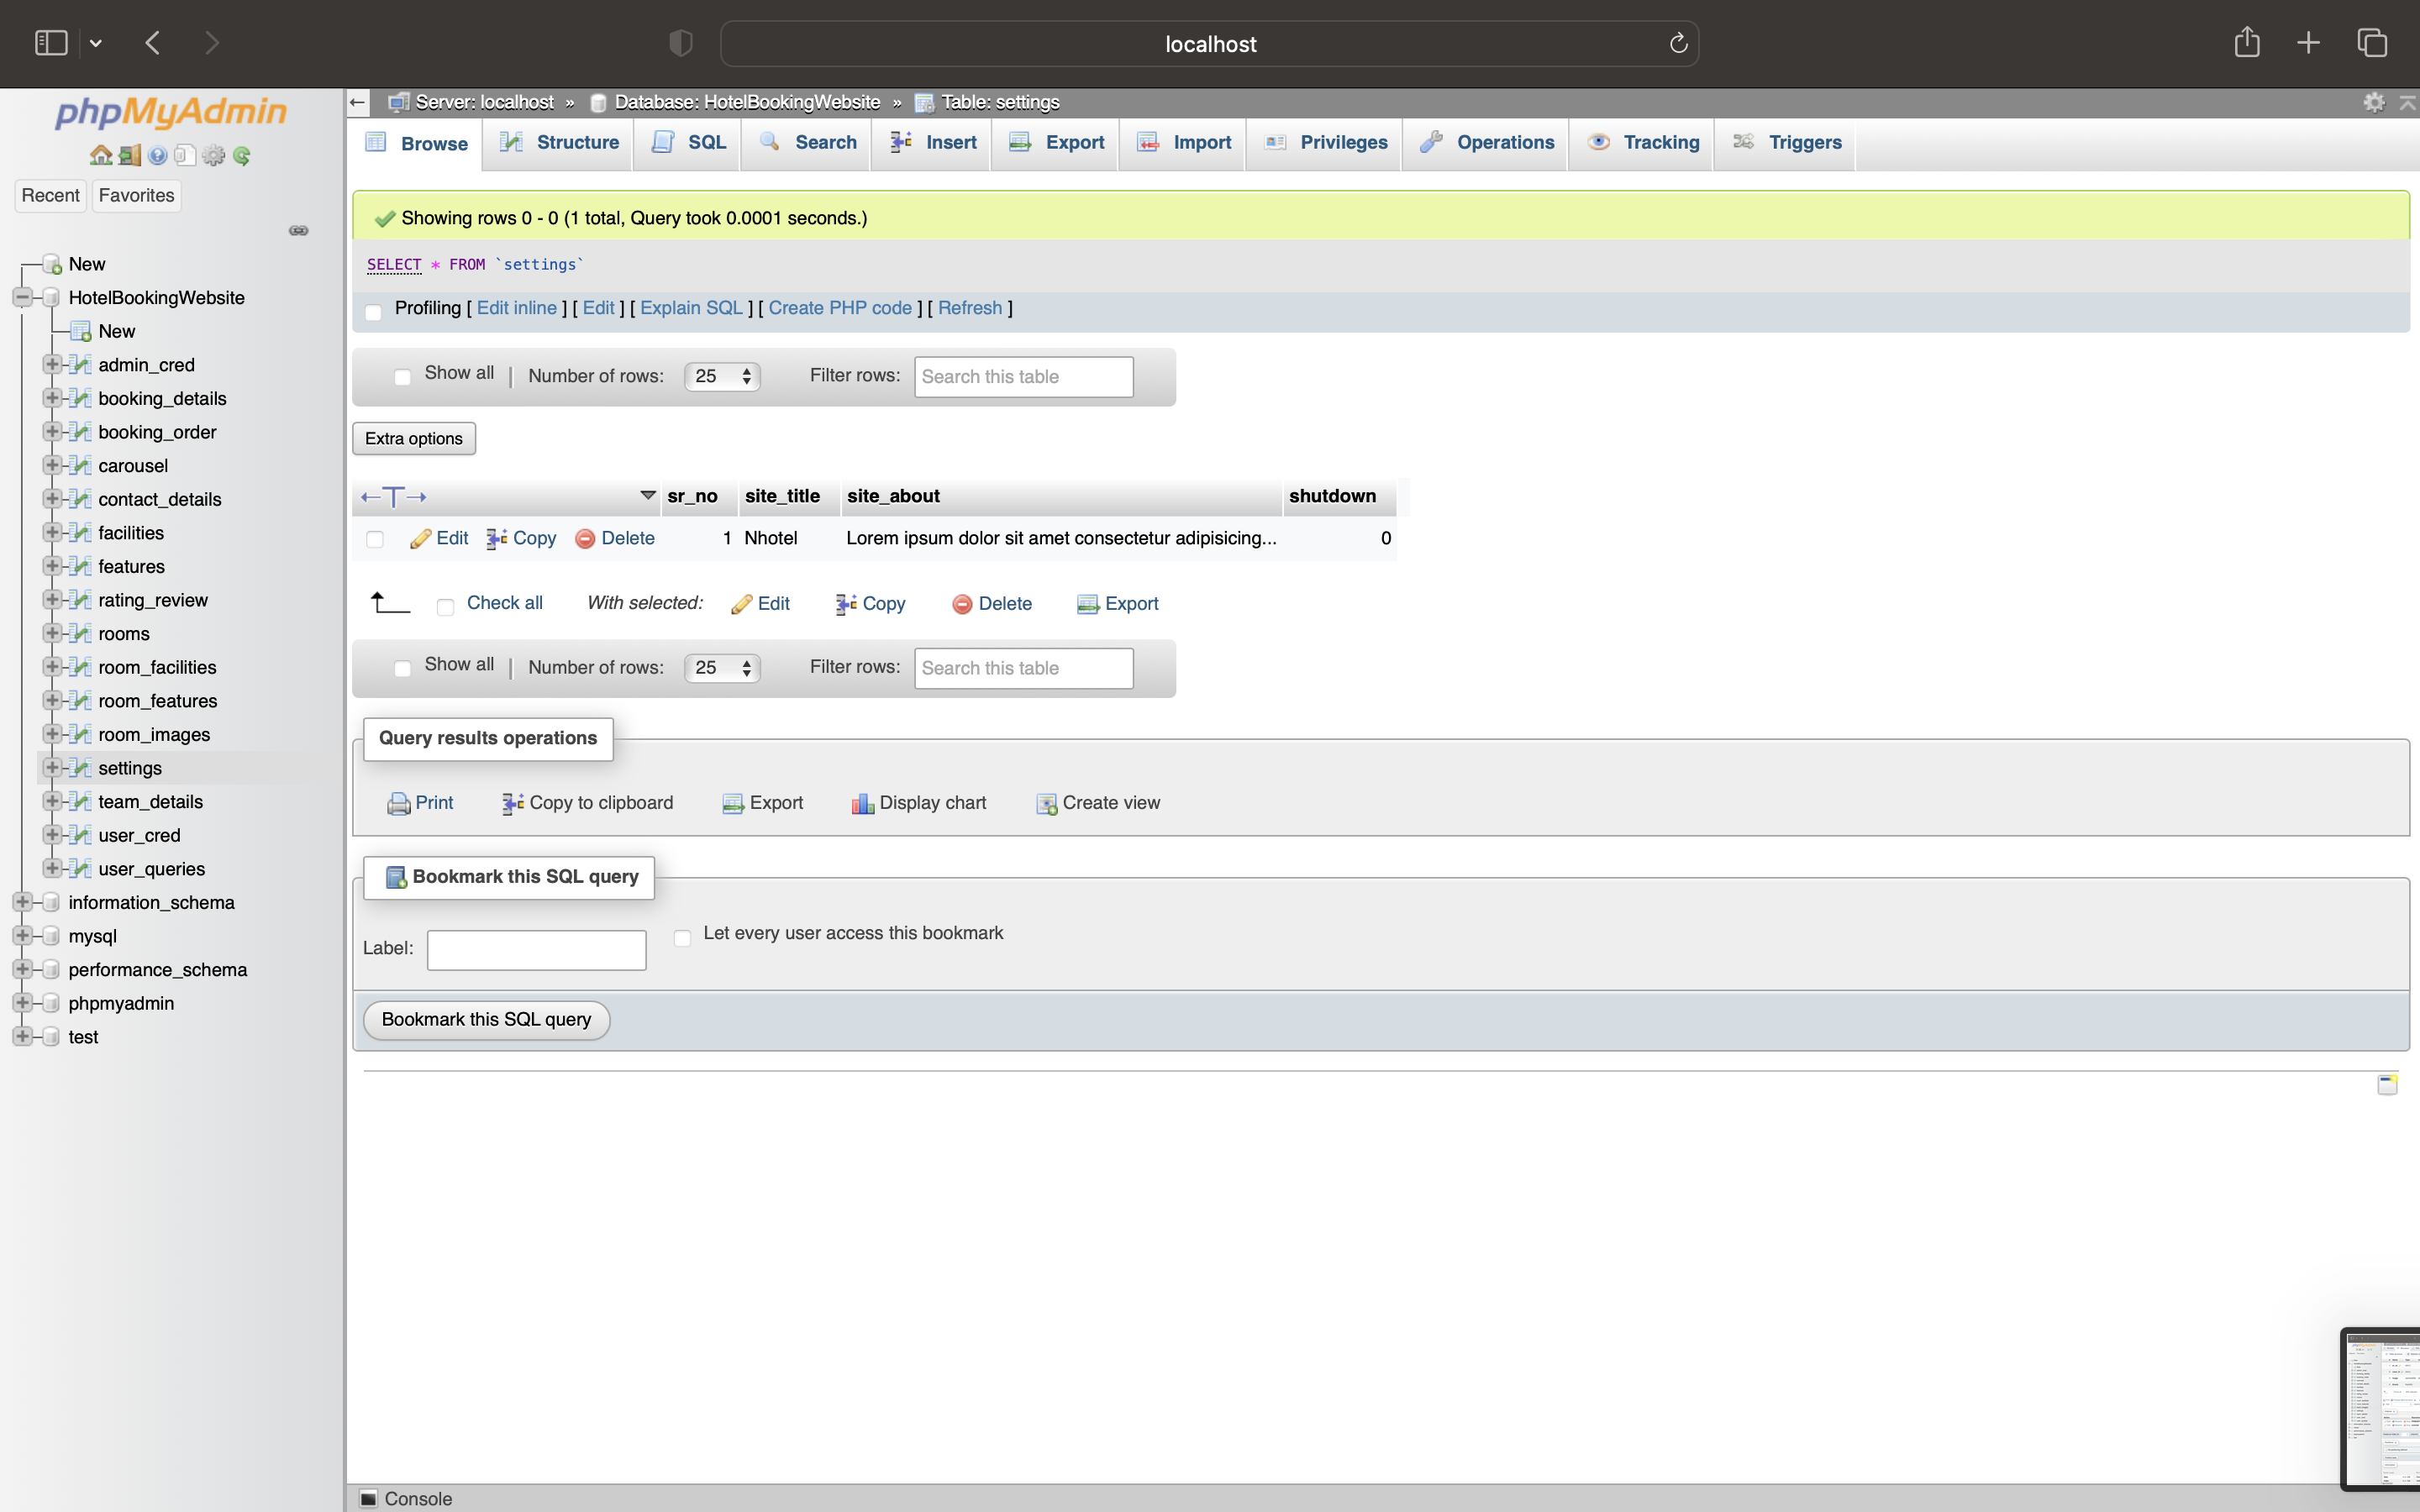 localhost
phpMyAdmin
Recent Favorites
New
HotelBookingWebsite
New
admin_cred
booking_details
booking_order
carousel
contact_details
facilities
features
rating_review
rooms
room_facilities
room_features
room_images
settings
team_details
user_cred
user_queries
information_schema
mysql
performance_schema
phpmyadmin
test
Server: localhost » Database: HotelBookingWebsite » Table: settings
Browse Structure SQL Search Insert Export Import Privileges Operations Tracking Triggers
Showing rows 0 - 0 (1 total, Query took 0.0001 seconds.)
SELECT * FROM `settings`
Profiling [ Edit inline ] [ Edit ] [ Explain SQL ] [ Create PHP code ] [ Refresh ]
Show all | Number of rows: 25 Filter rows: Search this table
Extra options
←T→ sr_no site_title site_about shutdown
Edit Copy Delete 1 Nhotel Lorem ipsum dolor sit amet consectetur adipisicing... 0
Check all With selected: Edit Copy Delete Export
Show all | Number of rows: 25 Filter rows: Search this table
Query results operations
Print Copy to clipboard Export Display chart Create view
Bookmark this SQL query
Label: Let every user access this bookmark
Bookmark this SQL query
Console